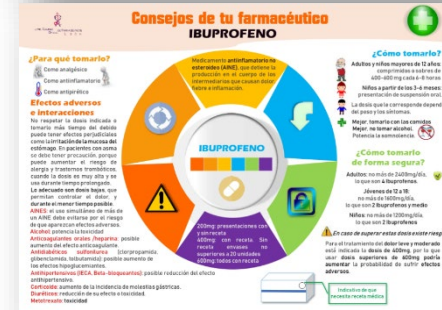 Consejos de tu farmacéutico
IBUPROFENO
¿Para qué tomarlo?
Como analgésico
Como antiinflamatorio
Como antipirético
Efectos adversos
e interacciones
No respetar la dosis indicada o
tomarlo más tiempo del debido
puede tener efectos perjudiciales
como la irritación de la mucosa del
estómago. En pacientes con asma
se debe tener precaución, porque
puede aumentar el riesgo de
alergia y trastornos trombóticos,
cuando la dosis es muy alta y se
usa durante tiempo prolongado.
Lo adecuado son dosis bajas, que
permitan controlar el dolor, y
durante el menor tiempo posible.
AINES: el uso simultáneo de más de
un AINE debe evitarse por el riesgo
de que aparezcan efectos adversos.
Alcohol: potencia la toxicidad
Anticoagulantes orales /heparina: posible
aumento del efecto anticoagulante.
Antidiabéticos sulfonilurea (clorpropamida,
glibenclamida, tolbutamida): posible aumento de
los efectos hipoglucemiantes.
Antihipertensivos (IECA, Beta-bloqueantes): posible reducción del efecto
antihipertensivo.
Corticoides: aumento de la incidencia de molestias gástricas.
Diuréticos: reducción de su efecto o toxicidad.
Metotrexato: toxicidad
Medicamento antiinflamatorio no
esteroideo (AINE), que detiene la
producción en el cuerpo de los
intermediarios que causan dolor,
fiebre e inflamación.
IBUPROFENO
200mg: presentaciones con
y sin receta
400mg: con receta. Sin
receta envases no
superiores a 20 unidades
600mg: todos con receta
¿Cómo tomarlo?
Adultos y niños mayores de 12 años:
comprimidos o sobres de
400-600 mg cada 6-8 horas
Niños a partir de los 3-6 meses:
presentación de suspensión oral.
La dosis que le corresponde depende
del peso y los síntomas.
Mejor, tomarla con las comidas
Mejor, no tomar alcohol.
Potencia la somnolencia
¿Cómo tomarlo
de forma segura?
Adultos: no más de 2400mg/día,
lo que son 4 ibuprofenos.
Jóvenes de 12 a 18:
no más de 1600mg/día,
lo que son 2 ibuprofenos y medio
Niños: no más de 1200mg/día,
lo que son 2 ibuprofenos
En caso de superar estas dosis existe riesgo
Para el tratamiento del dolor leve y moderado
está indicada la dosis de 400mg, por lo que
usar dosis superiores de 600mg podría
aumentar la probabilidad de sufrir efectos
adversos.
Indicativo de que
necesita receta médica